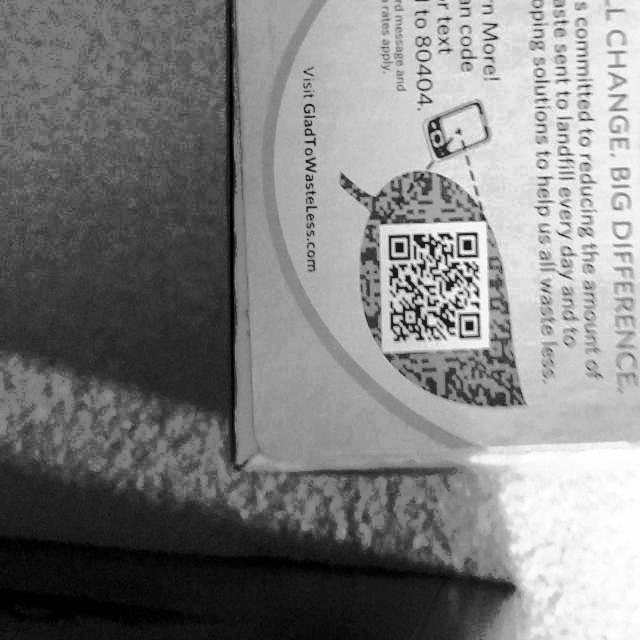 LL CHANGE, BIG DIFFERENCE.
s committed to reducing the amount of
aste sent to landfill every day and to
oping solutions to help us all waste less.
rn More!
an code
r text
to 80404.
rd message and
rates apply.
Visit GladToWasteLess.com